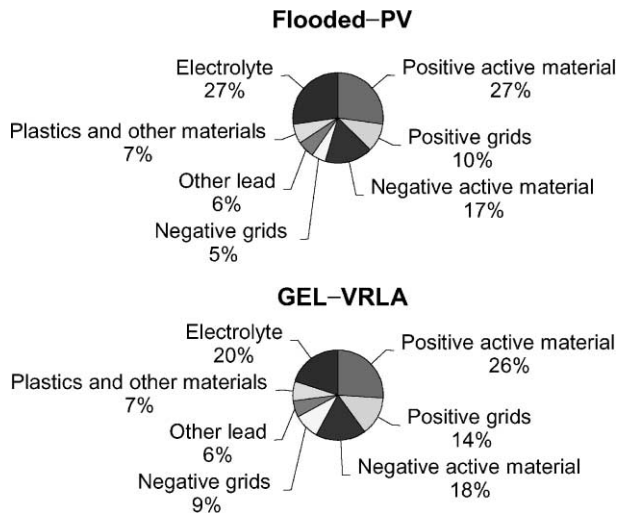 Flooded–PV
Electrolyte
27%
Positive active material
27%
Plastics and other materials
7%
Positive grids
10%
Other lead
6%
Negative active material
17%
Negative grids
5%
GEL–VRLA
Electrolyte
20%
Positive active material
26%
Plastics and other materials
7%
Positive grids
14%
Other lead
6%
Negative active material
18%
Negative grids
9%